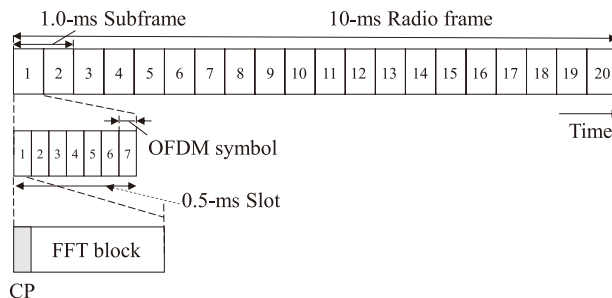 1.0-ms Subframe
10-ms Radio frame
1 2 3 4 5 6 7 8 9 10 11 12 13 14 15 16 17 18 19 20
Time
OFDM symbol
1 2 3 4 5 6 7
0.5-ms Slot
FFT block
CP